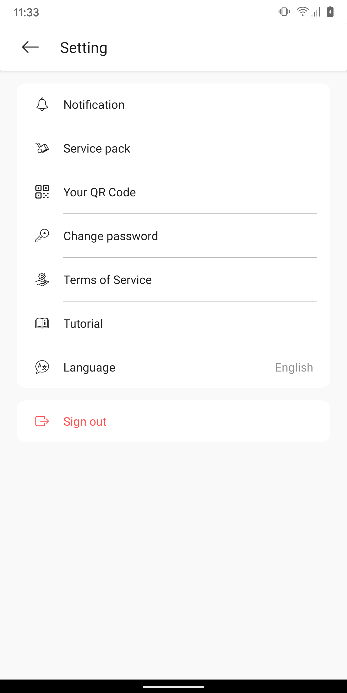 11:33
Setting
Notification
Service pack
Your QR Code
Change password
Terms of Service
Tutorial
Language English
Sign out